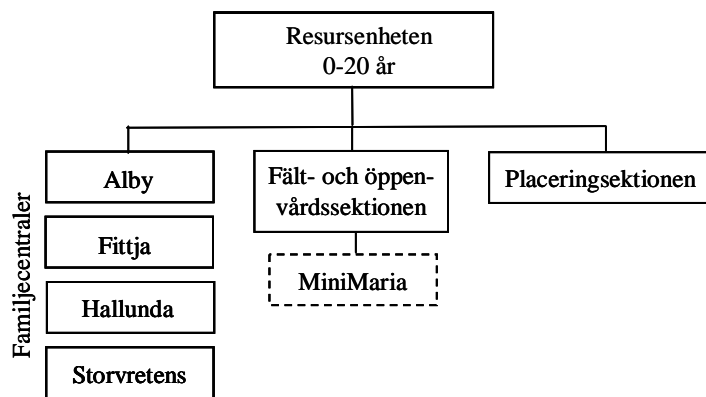 Resursenheten
0-20 år
Familjecentraler
Alby
Fittja
Hallunda
Storvretens
Fält- och öppen-
vårdssektionen
MiniMaria
Placeringsektionen